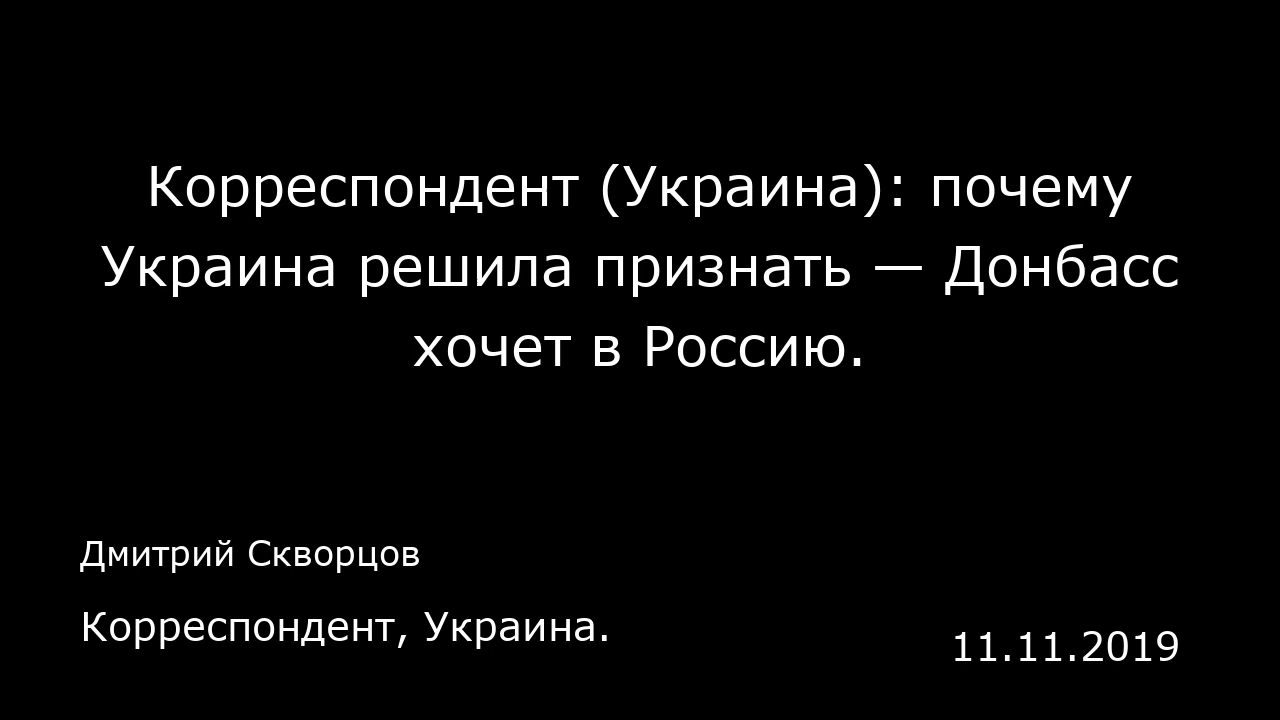 Корреспондент (Украина): почему
Украина решила признать — Донбасс
хочет в Россию.
Дмитрий Скворцов
Корреспондент, Украина.
11.11.2019